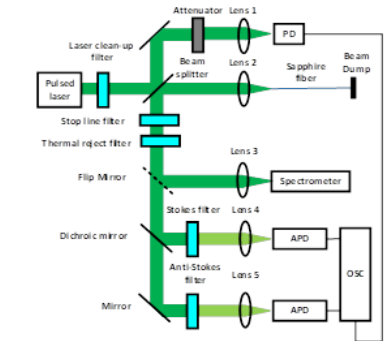 Attenuator
Lens 1
PD
Laser clean-up
filter
Beam
splitter
Lens 2
Sapphire
fiber
Beam
Dump
Pulsed
laser
Stop line filter
Thermal reject filter
Lens 3
Flip Mirror
Spectrometer
Stokes filter
Lens 4
Dichroic mirror
APD
OSC
Anti-Stokes
filter
Lens 5
Mirror
APD